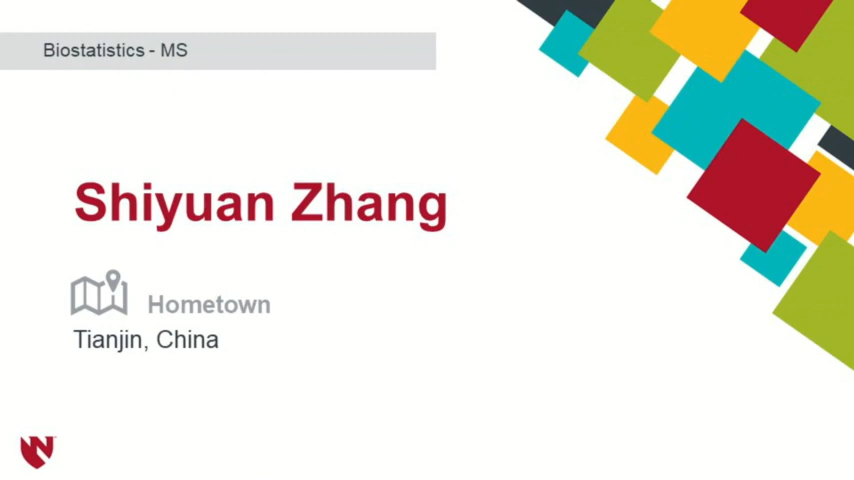 Biostatistics - MS
Shiyuan Zhang
Hometown
Tianjin, China